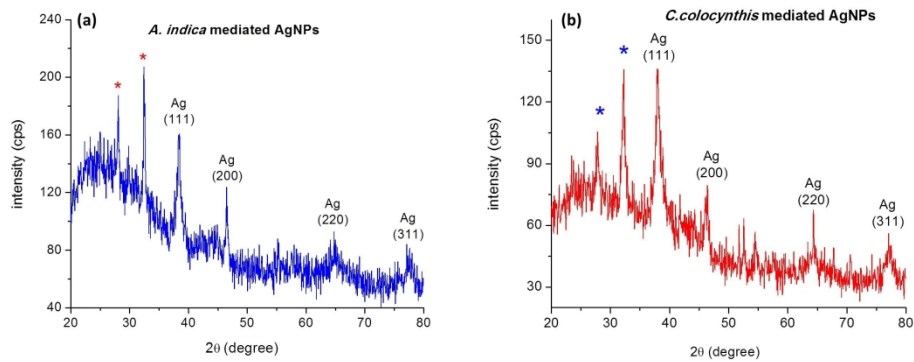 (a)
A. indica mediated AgNPs
240
200
160
120
80
40
intensity (cps)
*
*
Ag
(111)
Ag
(200)
Ag
(220)
Ag
(311)
20 30 40 50 60 70 80
2θ (degree)
(b)
C.colocynthis mediated AgNPs
150
120
90
60
30
intensity (cps)
*
*
Ag
(111)
Ag
(200)
Ag
(220)
Ag
(311)
20 30 40 50 60 70 80
2θ (degree)